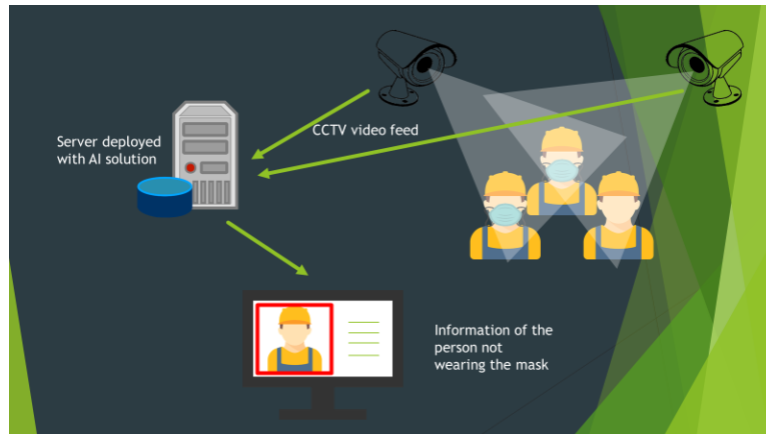 CCTV video feed
Server deployed
with AI solution
Information of the
person not
wearing the mask